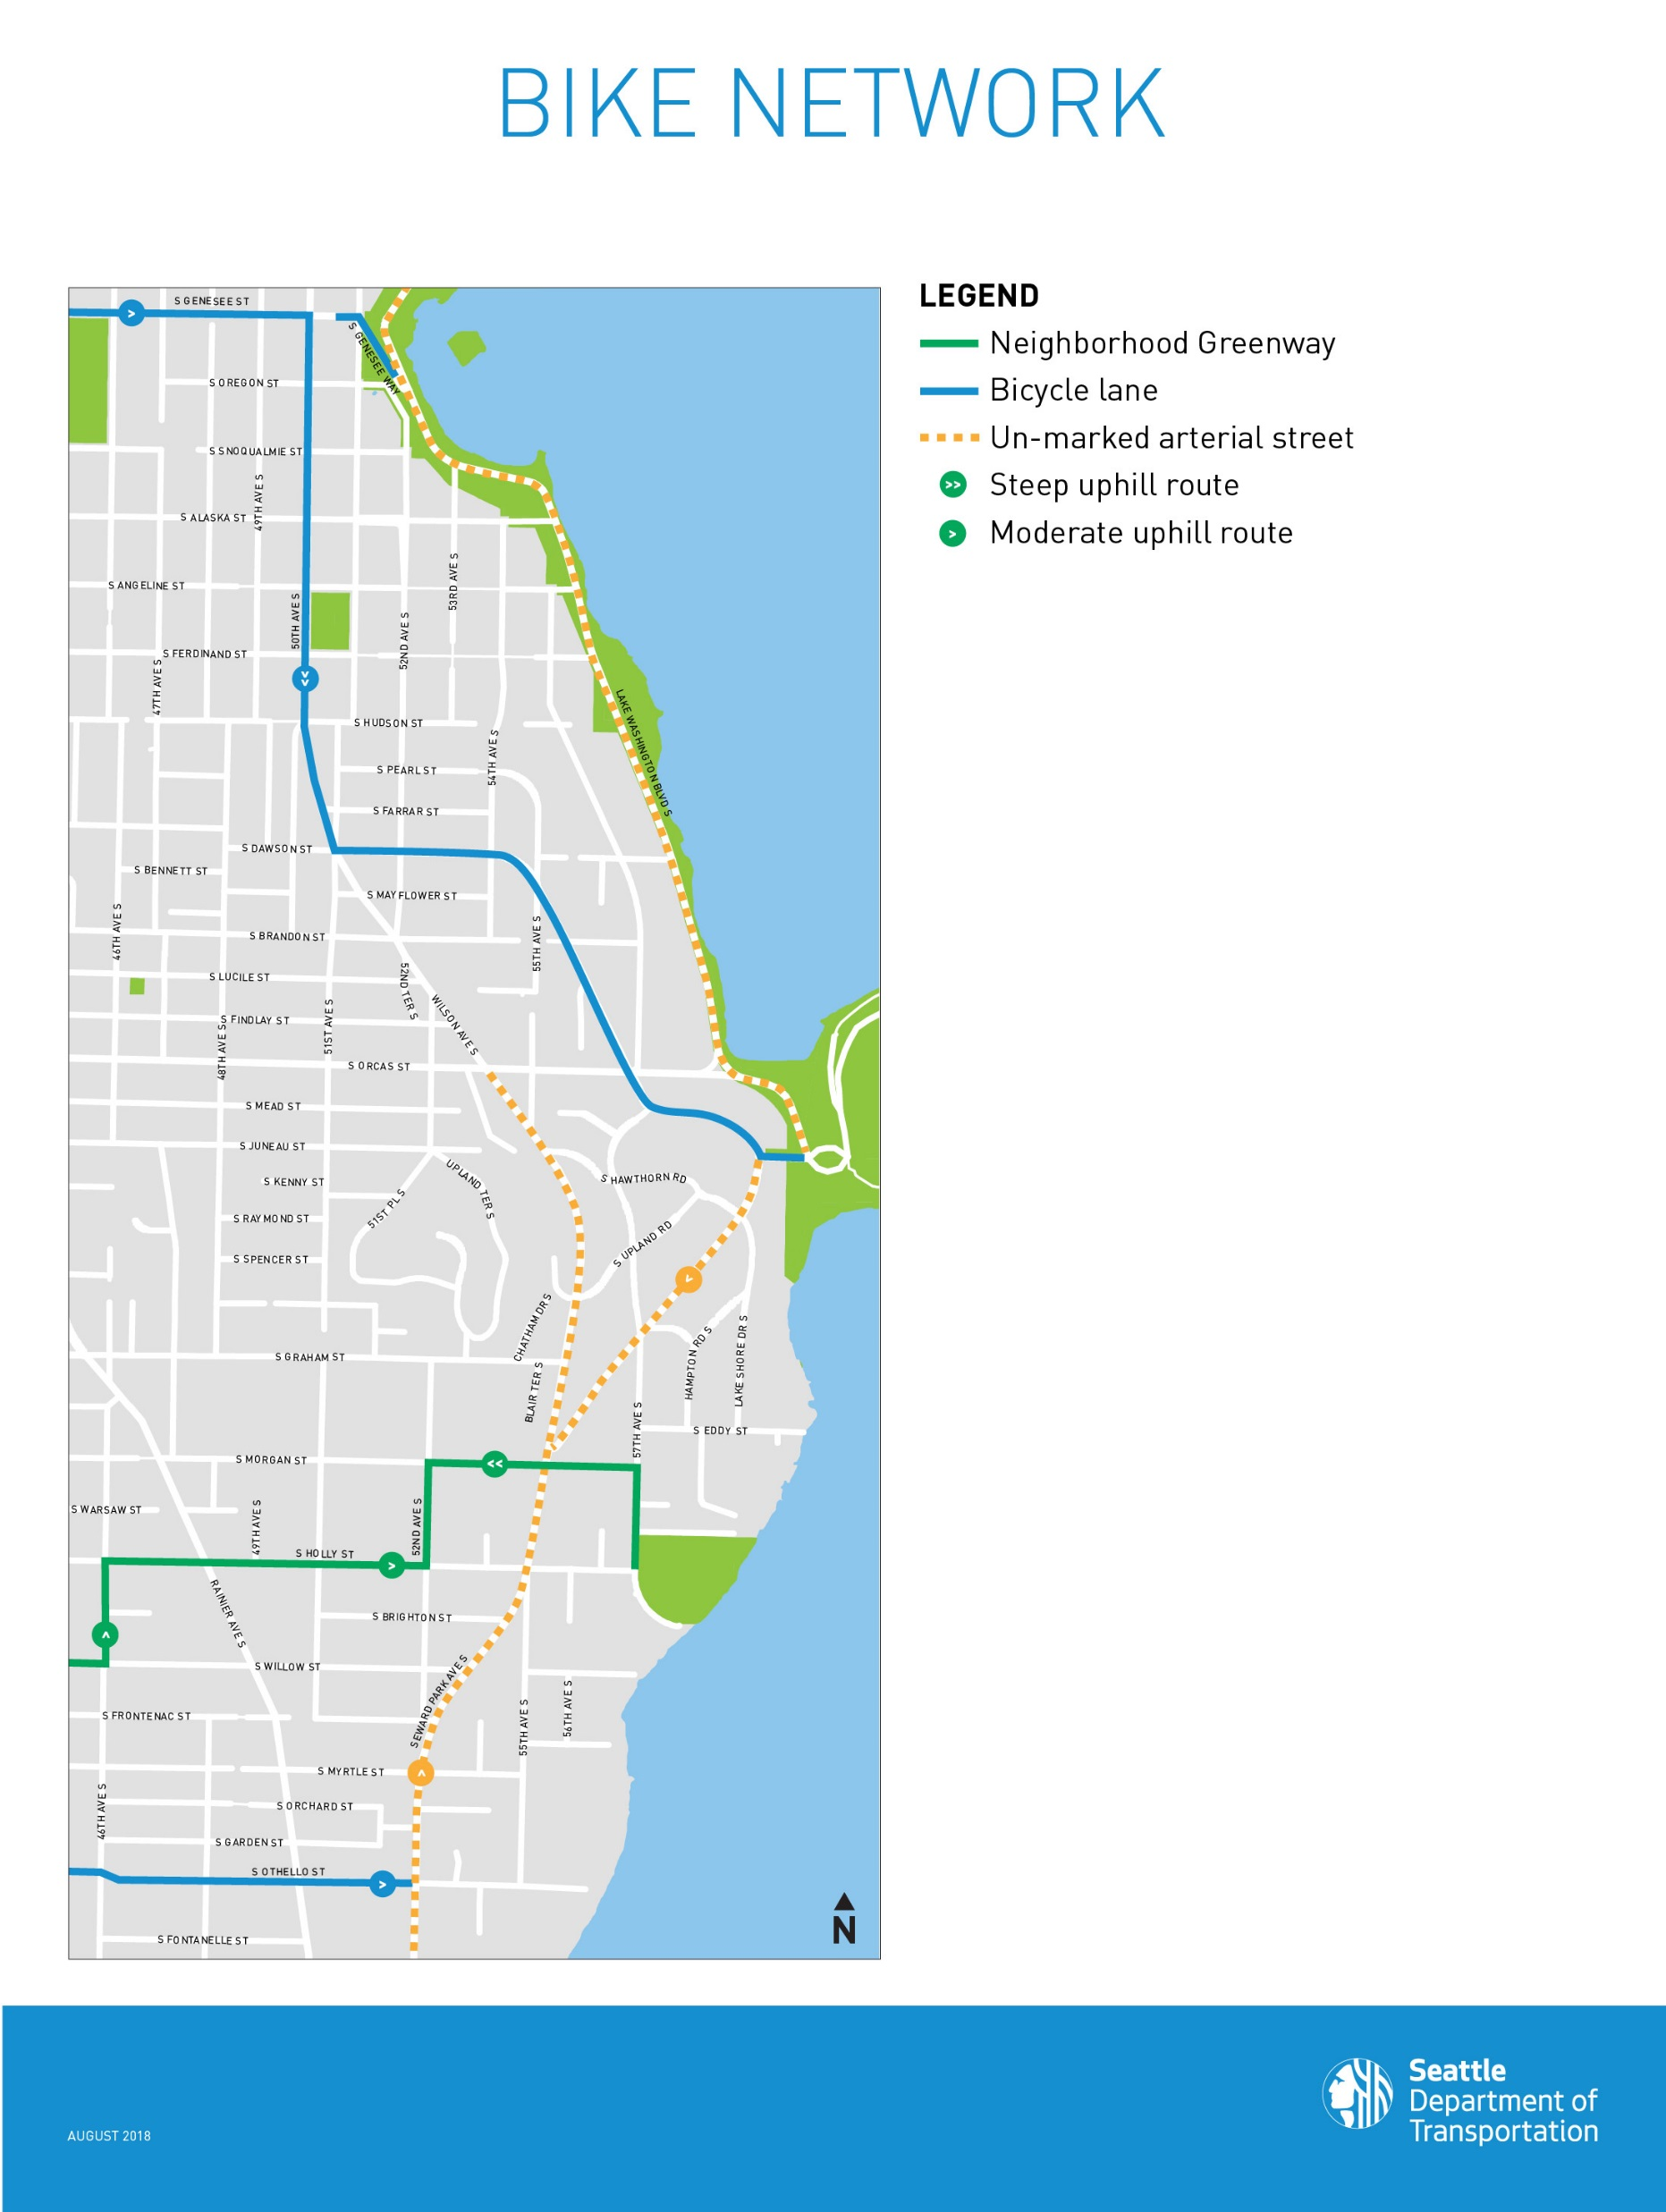 BIKE NETWORK
LEGEND
Neighborhood Greenway
Bicycle lane
Un-marked arterial street
>> Steep uphill route
> Moderate uphill route
S GENESEE ST
>
S GENESEE WAY
S OREGON ST
S SNOQUALMIE ST
49TH AVE S
S ALASKA ST
53RD AVE S
S ANGELINE ST
50TH AVE S
52ND AVE S
S FERDINAND ST
47TH AVE S
>>
LAKE WASHINGTON BLVD S
S HUDSON ST
54TH AVE S
S PEARL ST
S FARRAR ST
S DAWSON ST
S BENNETT ST
S MAYFLOWER ST
46TH AVE S
55TH AVE S
S BRANDON ST
S LUCILE ST
52ND TER S
WILSON AVE S
S FINDLAY ST
51ST AVE S
48TH AVE S
S ORCAS ST
S MEAD ST
S JUNEAU ST
UPLAND TER S
S HAWTHORN RD
S KENNY ST
51ST PL S
S RAYMOND ST
S UPLAND RD
S SPENCER ST
>
CHATHAM DR S
HAMPTON RD S
LAKE SHORE DR S
S GRAHAM ST
BLAIR TER S
57TH AVE S
S EDDY ST
S MORGAN ST
<<
S WARSAW ST
49TH AVE S
52ND AVE S
S HOLLY ST
>
RAINIER AVE S
S BRIGHTON ST
>
S WILLOW ST
SEWARD PARK AVE S
55TH AVE S
56TH AVE S
S FRONTENAC ST
S MYRTLE ST
>
46TH AVE S
S ORCHARD ST
S GARDEN ST
S OTHELLO ST
>
N
S FONTANELLE ST
Seattle
Department of
Transportation
AUGUST 2018